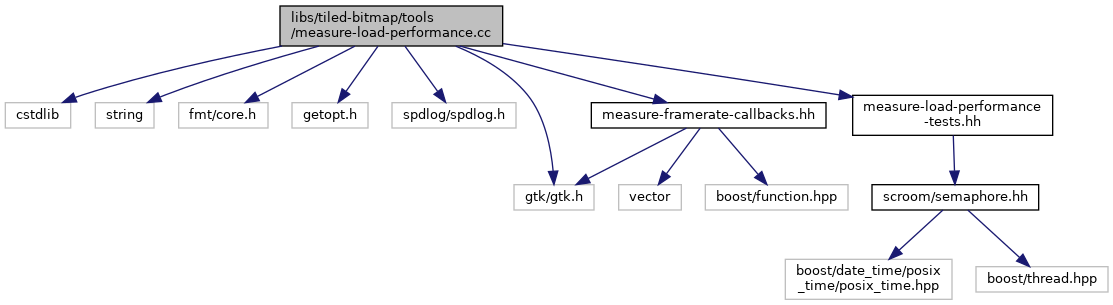 libs/tiled-bitmap/tools
/measure-load-performance.cc
cstdlib
string
fmt/core.h
getopt.h
spdlog/spdlog.h
measure-framerate-callbacks.hh
measure-load-performance
-tests.hh
gtk/gtk.h
vector
boost/function.hpp
scroom/semaphore.hh
boost/date_time/posix
_time/posix_time.hpp
boost/thread.hpp